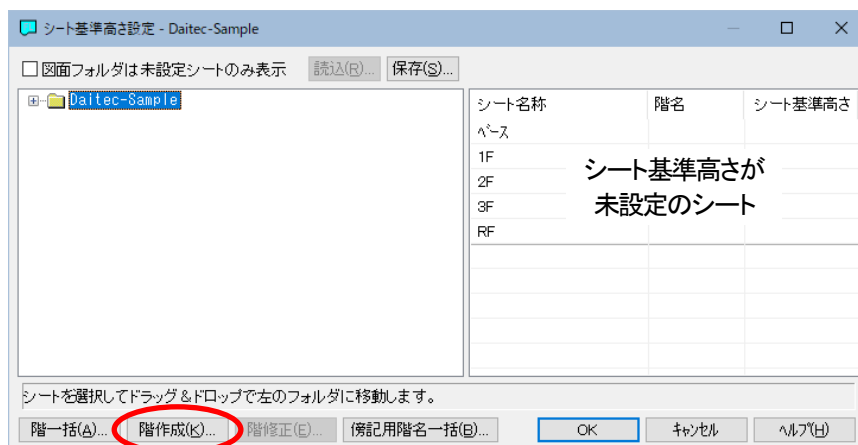 シート基準高さ設定 - Daitec-Sample
図面フォルダは未設定シートのみ表示 読込(R)... 保存(S)...
Daitec-Sample
シート名称 階名 シート基準高さ
ベース
1F
2F
3F
RF
シート基準高さが
未設定のシート
シートを選択してドラッグ&ドロップで左のフォルダに移動します。
階一括(A)... 階作成(K)... 階修正(E)... 傍記用階名一括(B)... OK キャンセル ヘルプ(H)